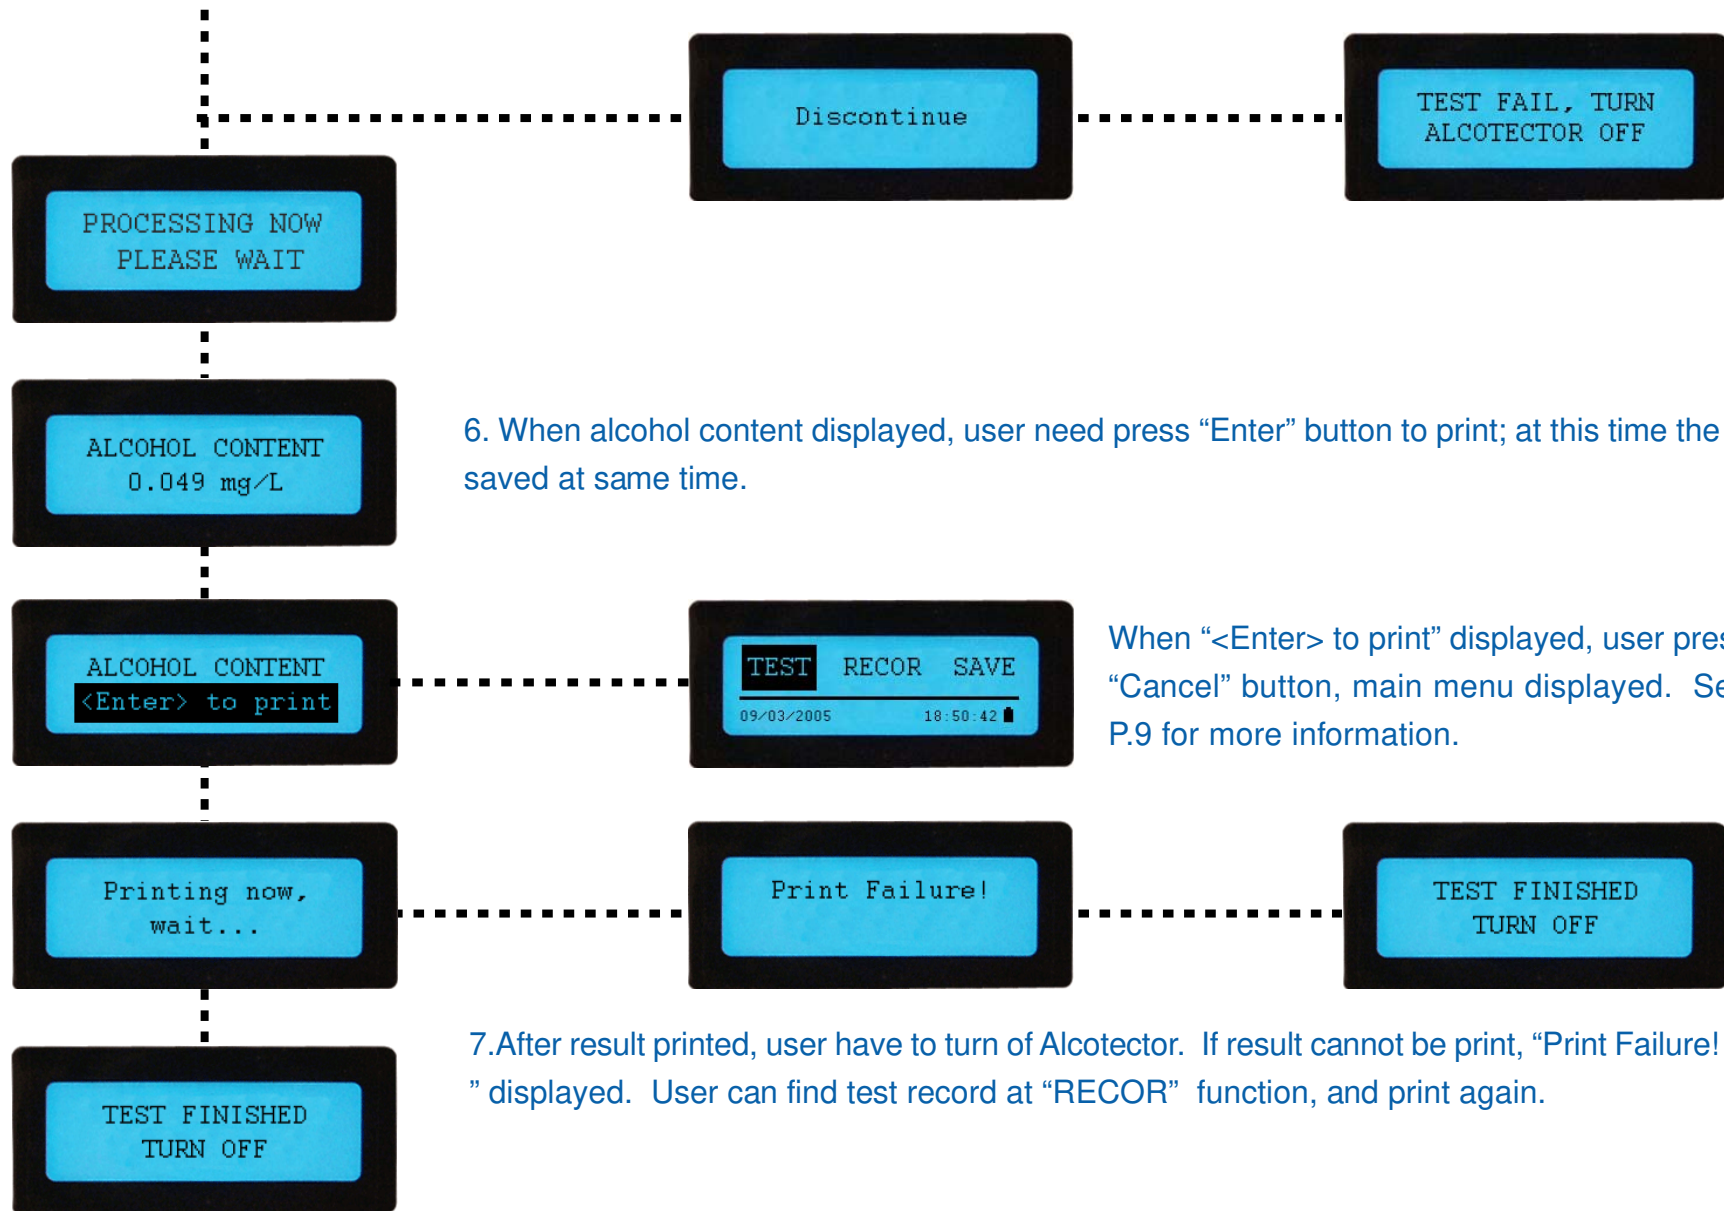 Discontinue
TEST FAIL, TURN
ALCOTECTOR OFF
PROCESSING NOW
PLEASE WAIT
ALCOHOL CONTENT
0.049 mg/L
6. When alcohol content displayed, user need press “Enter” button to print; at this time the
saved at same time.
ALCOHOL CONTENT
<Enter> to print
TEST RECOR SAVE
09/03/2005 18:50:42
When “<Enter> to print” displayed, user
“Cancel” button, main menu displayed.
P.9 for more information.
Printing now,
wait...
Print Failure!
TEST FINISHED
TURN OFF
7.After result printed, user have to turn of Alcotector. If result cannot be print, “Print Failure!
” displayed. User can find test record at “RECOR” function, and print again.
TEST FINISHED
TURN OFF